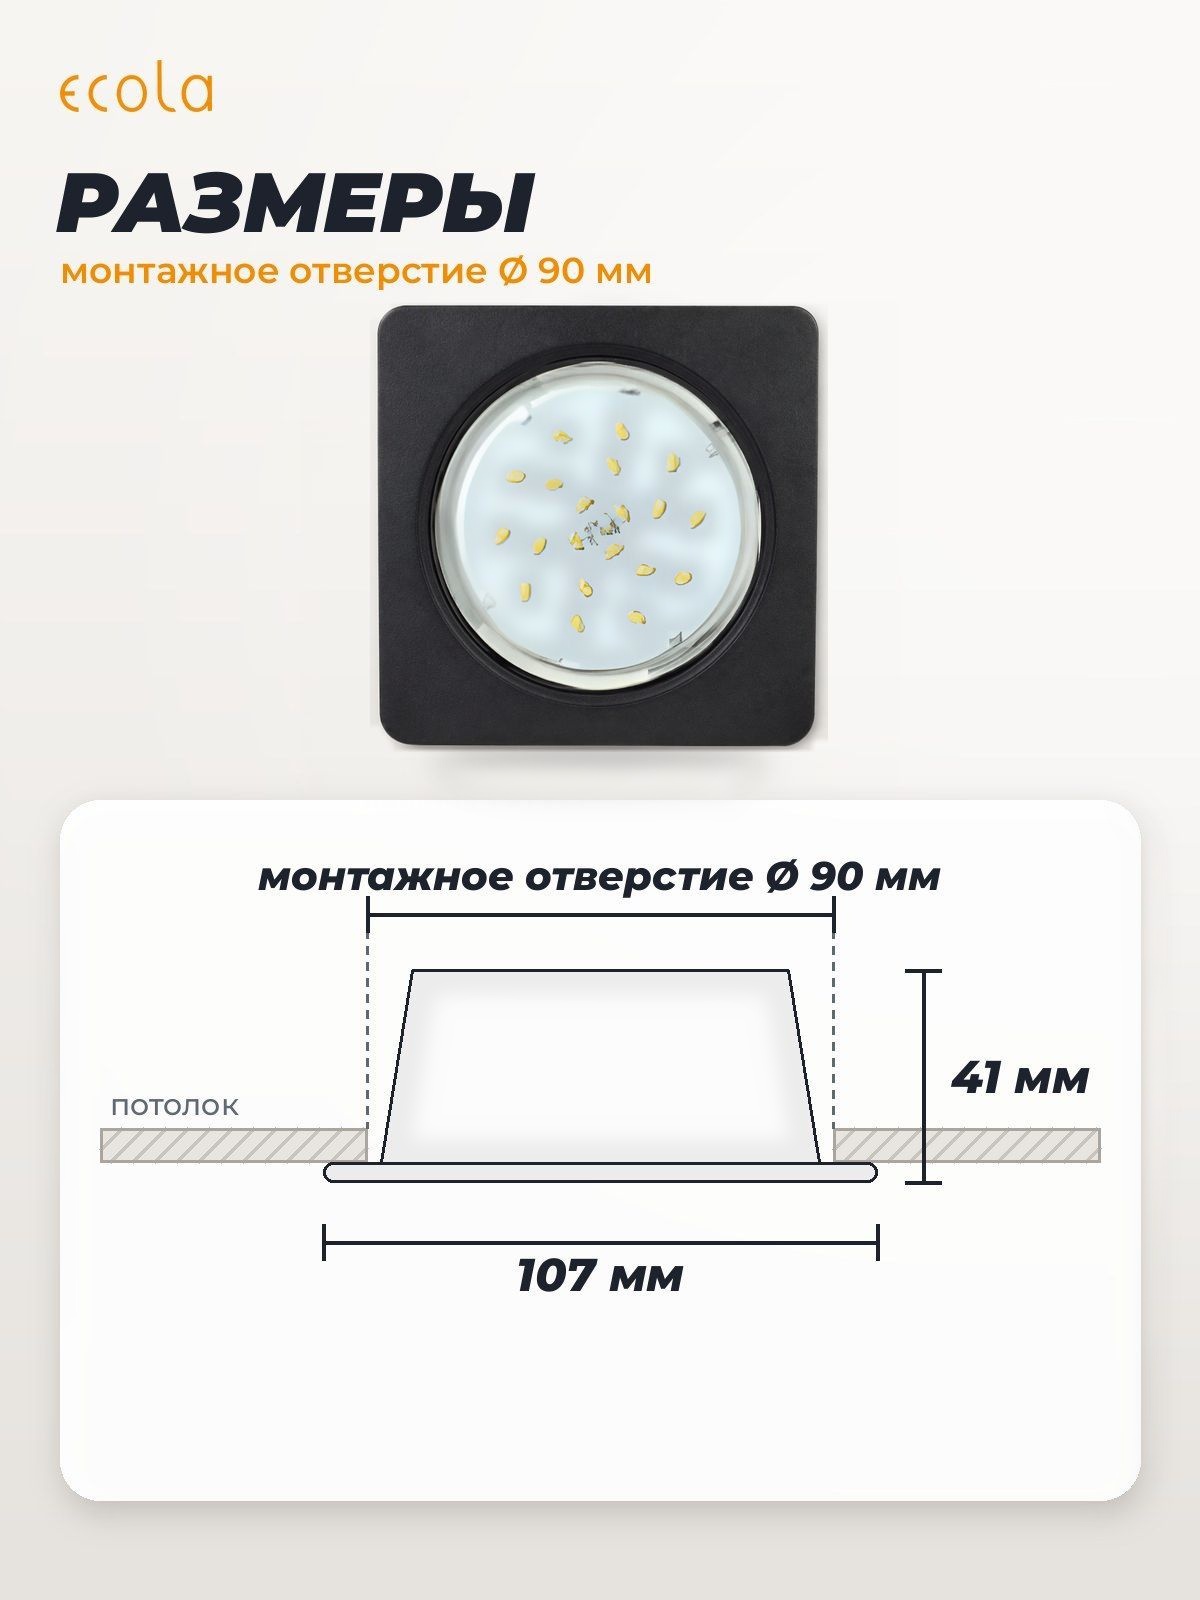 ecola
РАЗМЕРЫ
монтажное отверстие Ø 90 мм
монтажное отверстие Ø 90 мм
41 мм
потолок
107 мм